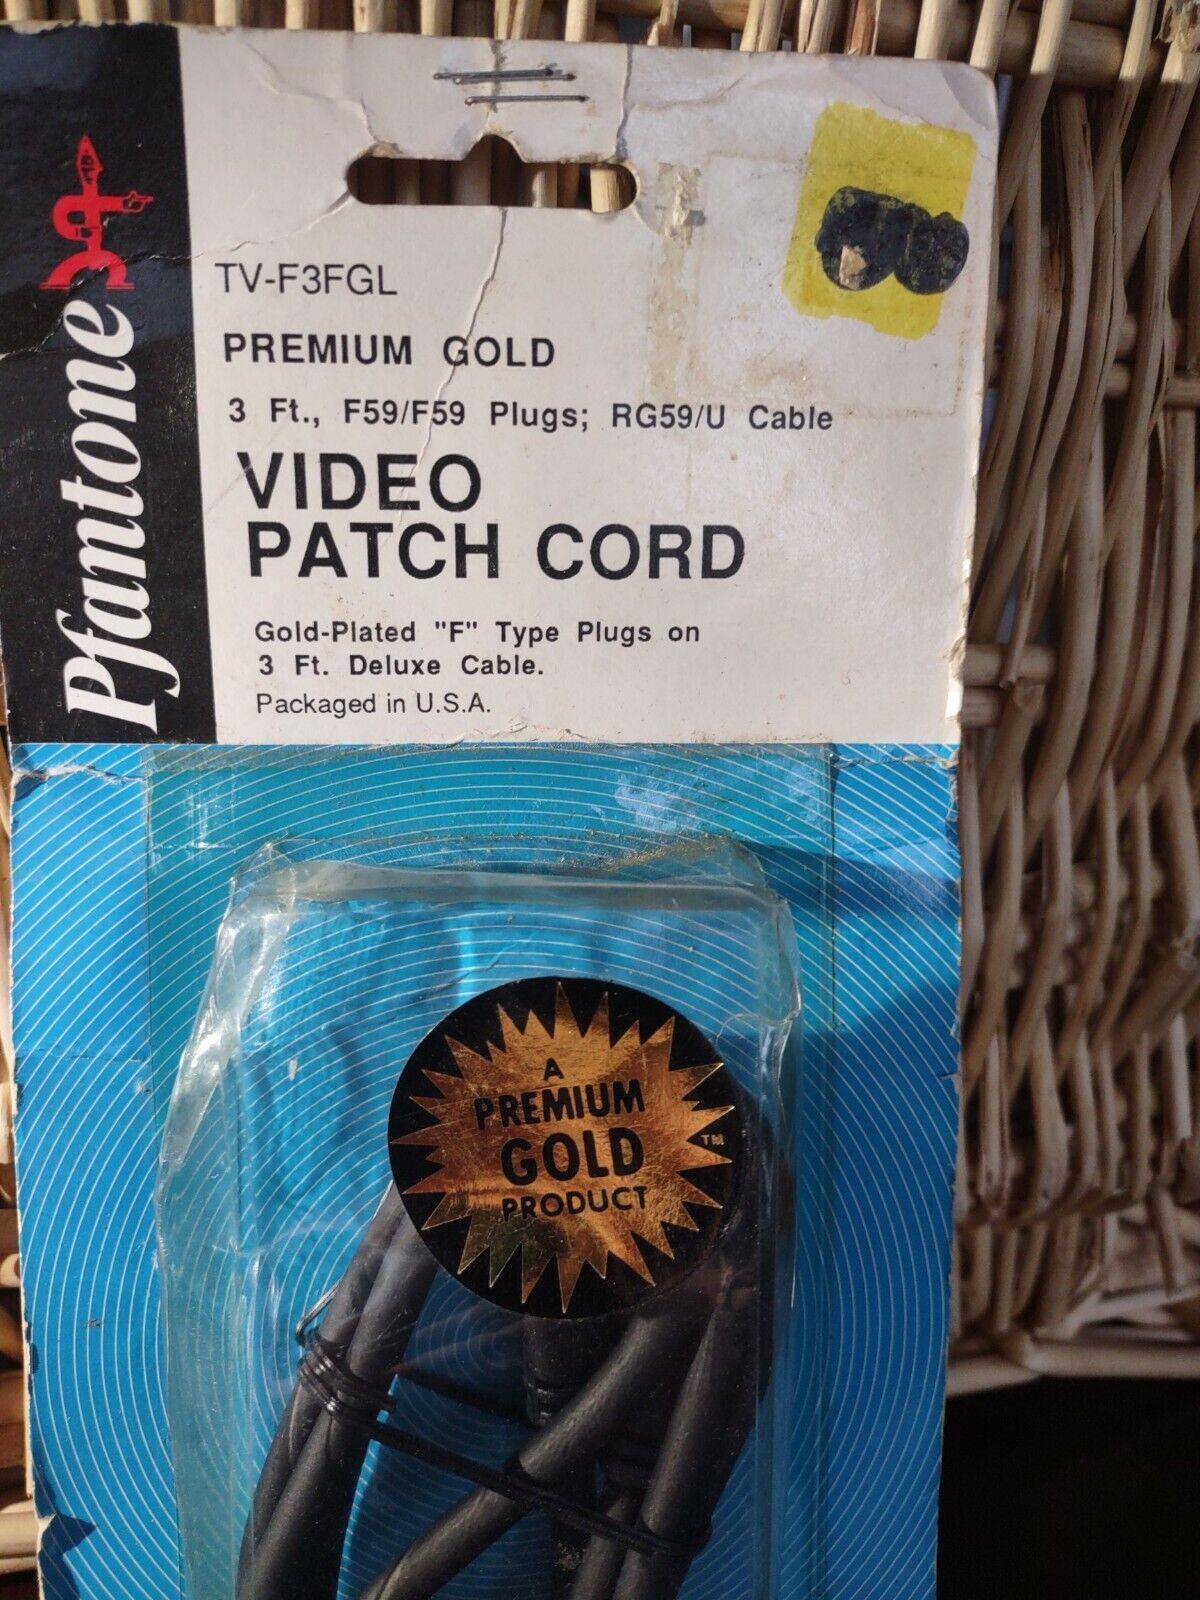 Pfantone
TV-F3FGL
PREMIUM GOLD
3 Ft., F59/F59 Plugs; RG59/U Cable
VIDEO
PATCH CORD
Gold-Plated "F" Type Plugs on
3 Ft. Deluxe Cable.
Packaged in U.S.A.
A
PREMIUM
GOLD
TM
PRODUCT